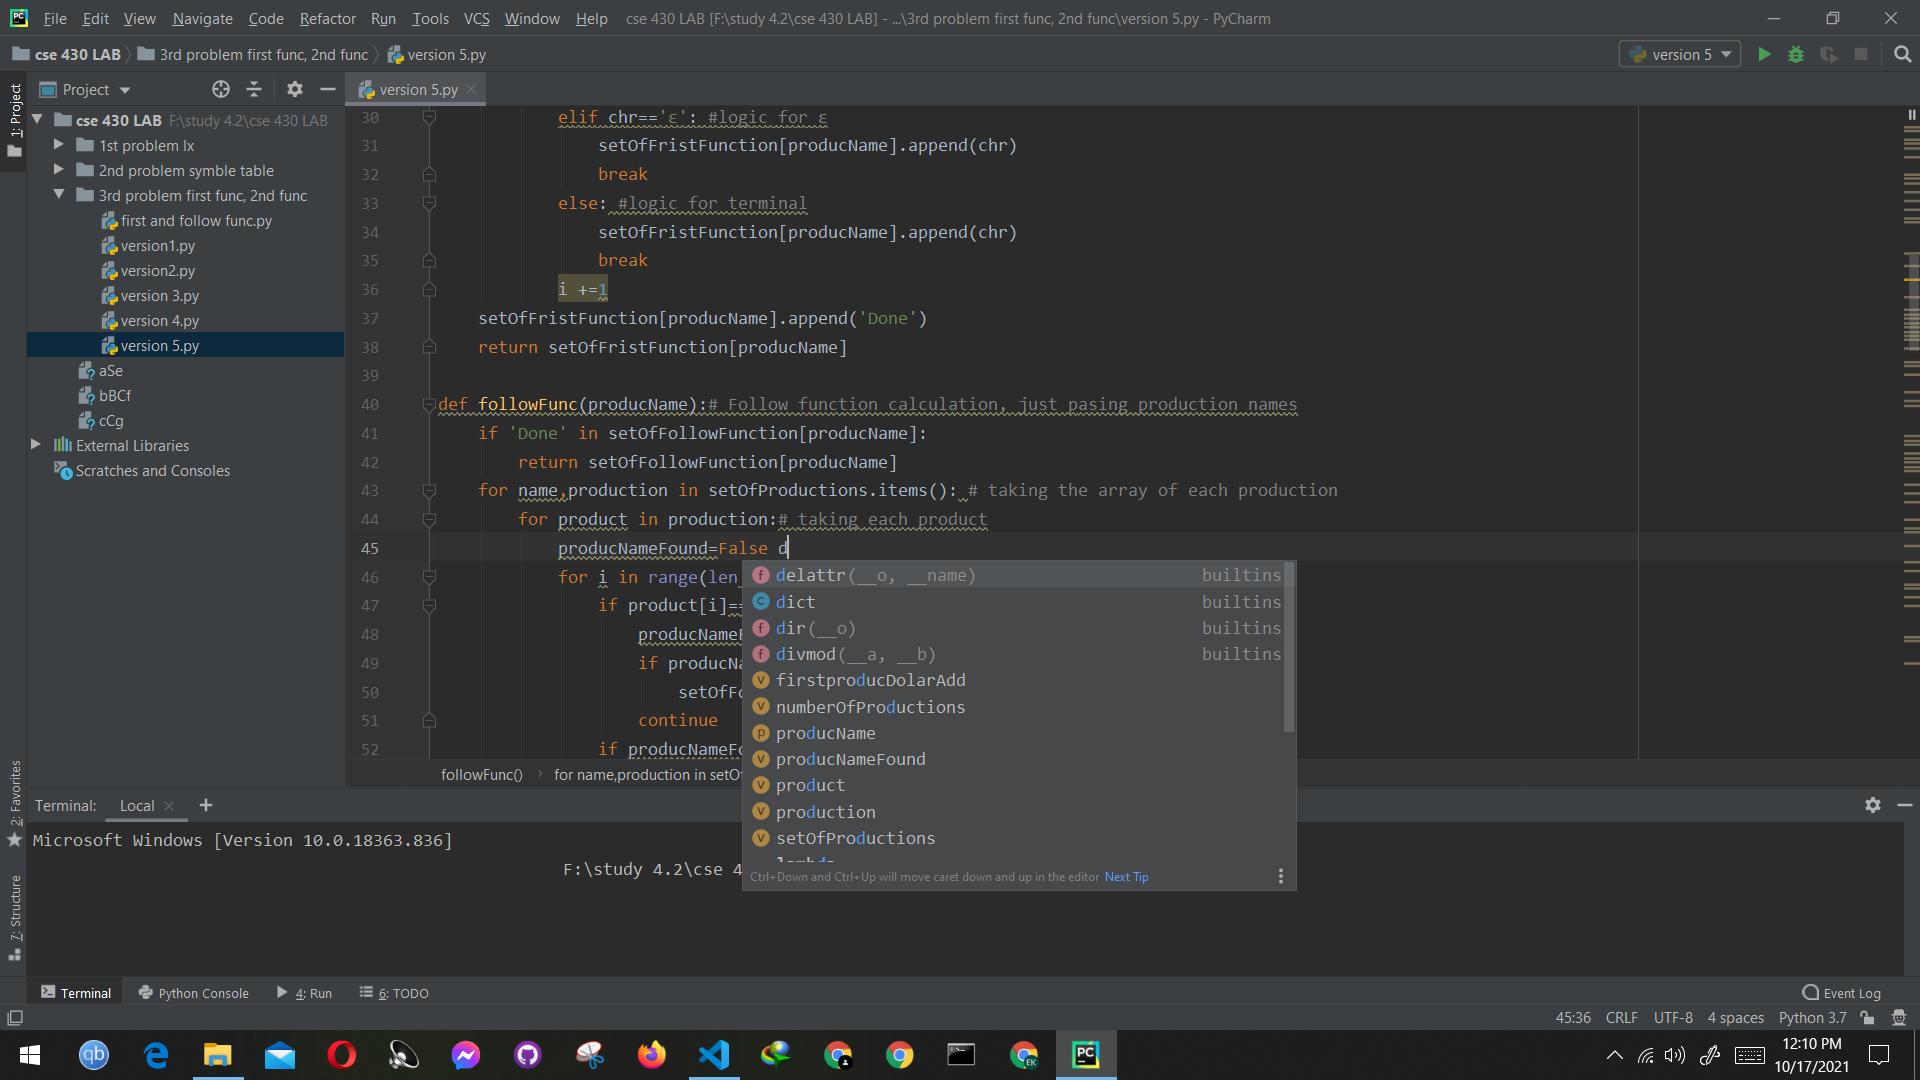 File Edit View Navigate Code Refactor Run Tools VCS Window Help cse 430 LAB [F:\study 4.2\cse 430 LAB] - ...\3rd problem first func, 2nd func\version 5.py - PyCharm
cse 430 LAB 3rd problem first func, 2nd func version 5.py
version 5
1: Project
Project
version 5.py
cse 430 LAB F:\study 4.2\cse 430 LAB
1st problem lx
2nd problem symble table
3rd problem first func, 2nd func
first and follow func.py
version1.py
version2.py
version 3.py
version 4.py
version 5.py
aSe
bBCf
cCg
External Libraries
Scratches and Consoles
30 elif chr=='ε': #logic for ε
31 setOfFristFunction[producName].append(chr)
32 break
33 else: #logic for terminal
34 setOfFristFunction[producName].append(chr)
35 break
36 i +=1
37 setOfFristFunction[producName].append('Done')
38 return setOfFristFunction[producName]
39
40 def followFunc(producName):# Follow function calculation, just pasing production names
41 if 'Done' in setOfFollowFunction[producName]:
42 return setOfFollowFunction[producName]
43 for name,production in setOfProductions.items(): # taking the array of each production
44 for product in production:# taking each product
45 producNameFound=False d
46 for i in range(len
47 if product[i]==
48 producNameF
49 if producNa
50 setOfFo
51 continue
52 if producNameFo
delattr(__o, __name) builtins
dict builtins
dir(__o) builtins
divmod(__a, __b) builtins
firstproducDolarAdd
numberOfProductions
producName
producNameFound
product
production
setOfProductions
Ctrl+Down and Ctrl+Up will move caret down and up in the editor Next Tip
followFunc() for name,production in setO
2: Favorites
7: Structure
Terminal: Local
Microsoft Windows [Version 10.0.18363.836]
F:\study 4.2\cse 4
Terminal Python Console 4: Run 6: TODO Event Log
45:36 CRLF UTF-8 4 spaces Python 3.7
12:10 PM
10/17/2021